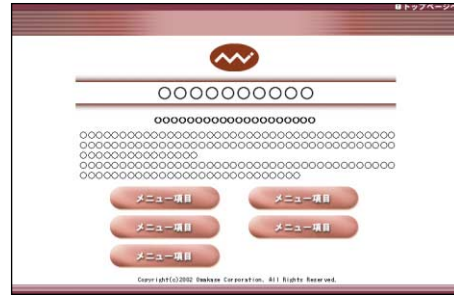 トップページへ
○○○○○○○○○○
○○○○○○○○○○○○○○○○○○○○
○○○○○○○○○○○○○○○○○○○○○○○○○○○○○○○○
○○○○○○○○○○○○○○○○○○○○○○○○○○○○○○○○
○○○○○○○○○○○○○○○
○○○○○○○○○○○○○○○○○○○○○○○○○○○○○○○○
○○○○○○○○○○○○○○○○○○○○○○
メニュー項目 メニュー項目
メニュー項目 メニュー項目
メニュー項目
Copyright(c)2002 Omakase Corporation. All Rights Reserved.